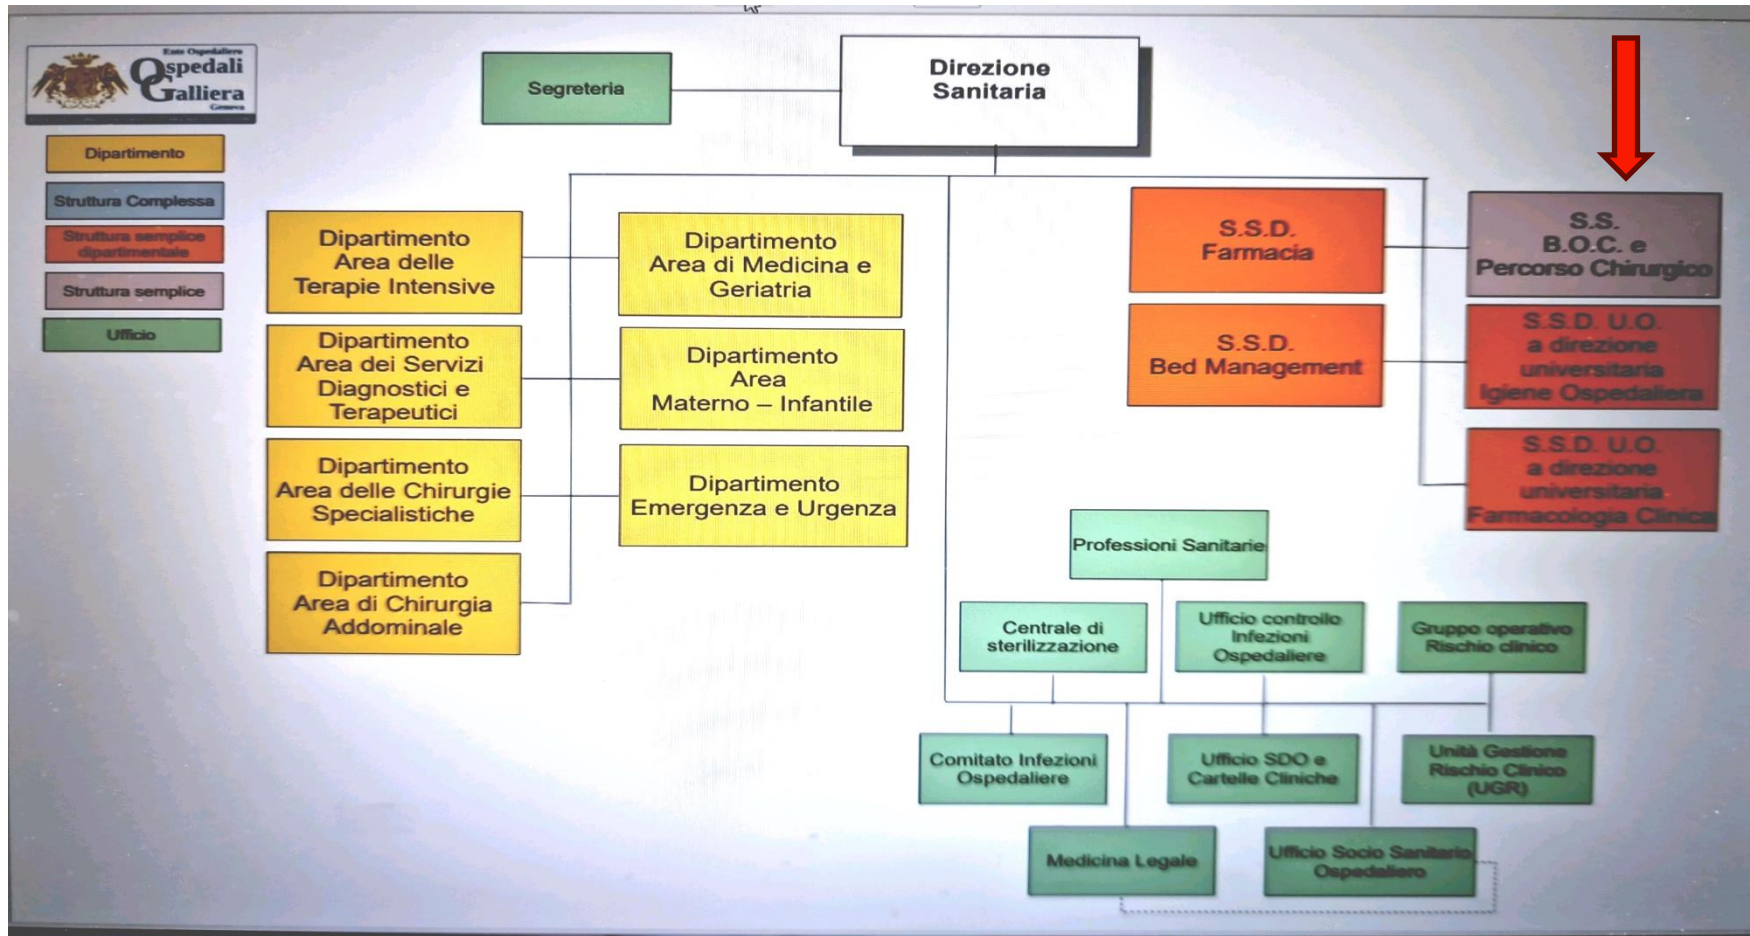 Ente Ospedaliero
Ospedali
Galliera
Genova
Dipartimento
Struttura Complessa
Struttura semplice
dipartimentale
Struttura semplice
Ufficio
Segreteria
Direzione
Sanitaria
Dipartimento
Area delle
Terapie Intensive
Dipartimento
Area di Medicina e
Geriatria
Dipartimento
Area dei Servizi
Diagnostici e
Terapeutici
Dipartimento
Area
Materno – Infantile
Dipartimento
Area delle Chirurgie
Specialistiche
Dipartimento
Emergenza e Urgenza
Dipartimento
Area di Chirurgia
Addominale
S.S.D.
Farmacia
S.S.
B.O.C. e
Percorso Chirurgico
S.S.D.
Bed Management
S.S.D. U.O.
a direzione
universitaria
Igiene Ospedaliera
S.S.D. U.O.
a direzione
universitaria
Farmacologia Clinica
Professioni Sanitarie
Centrale di
sterilizzazione
Ufficio controllo
Infezioni
Ospedaliere
Gruppo operativo
Rischio clinico
Comitato Infezioni
Ospedaliere
Ufficio SDO e
Cartelle Cliniche
Unità Gestione
Rischio Clinico
(UGR)
Medicina Legale
Ufficio Socio Sanitario
Ospedaliero